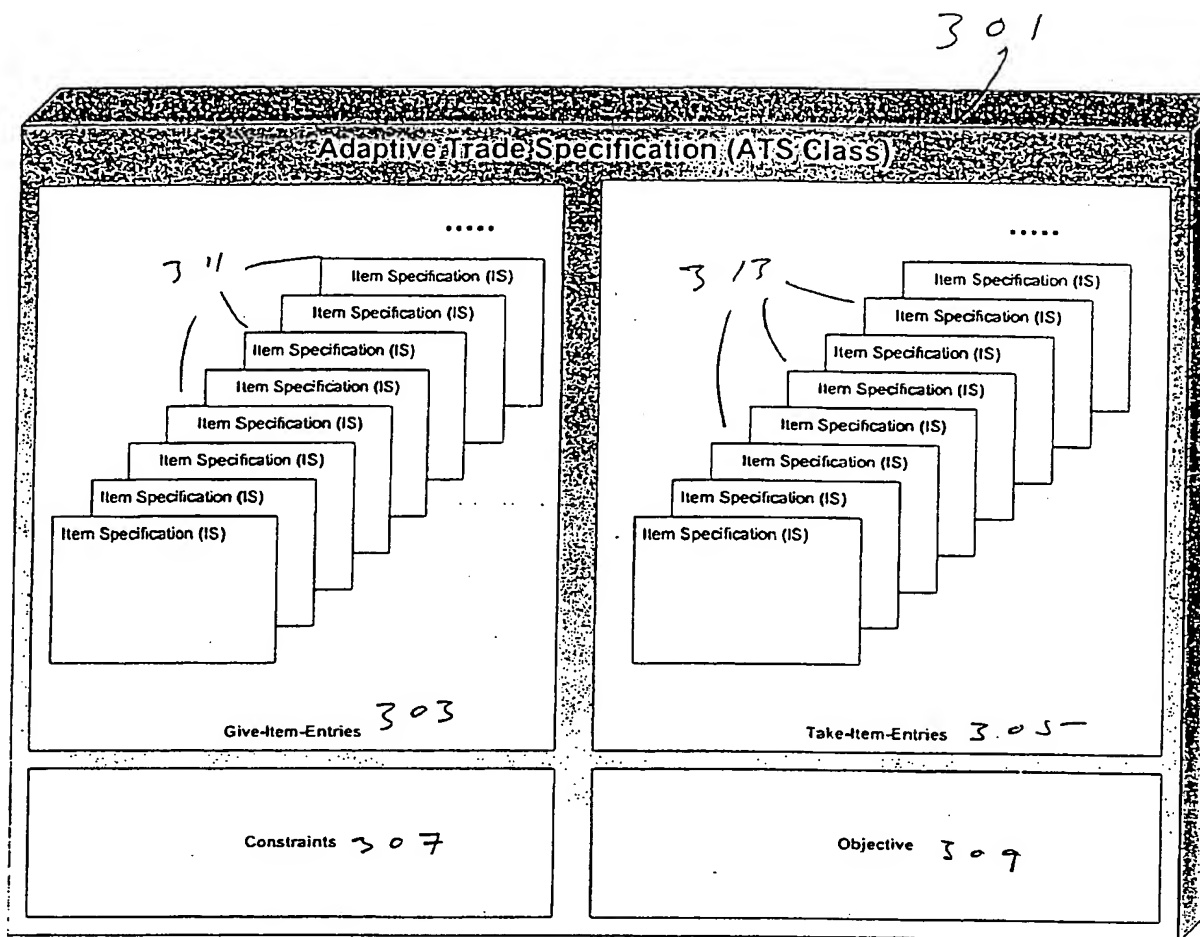 301
Adaptive Trade Specification (ATS Class)
.....
311
Item Specification (IS)
Item Specification (IS)
Item Specification (IS)
Item Specification (IS)
Item Specification (IS)
Item Specification (IS)
Item Specification (IS)
Item Specification (IS)
Give-Item-Entries 303
.....
313
Item Specification (IS)
Item Specification (IS)
Item Specification (IS)
Item Specification (IS)
Item Specification (IS)
Item Specification (IS)
Item Specification (IS)
Item Specification (IS)
Take-Item-Entries 305
Constraints 307
Objective 309